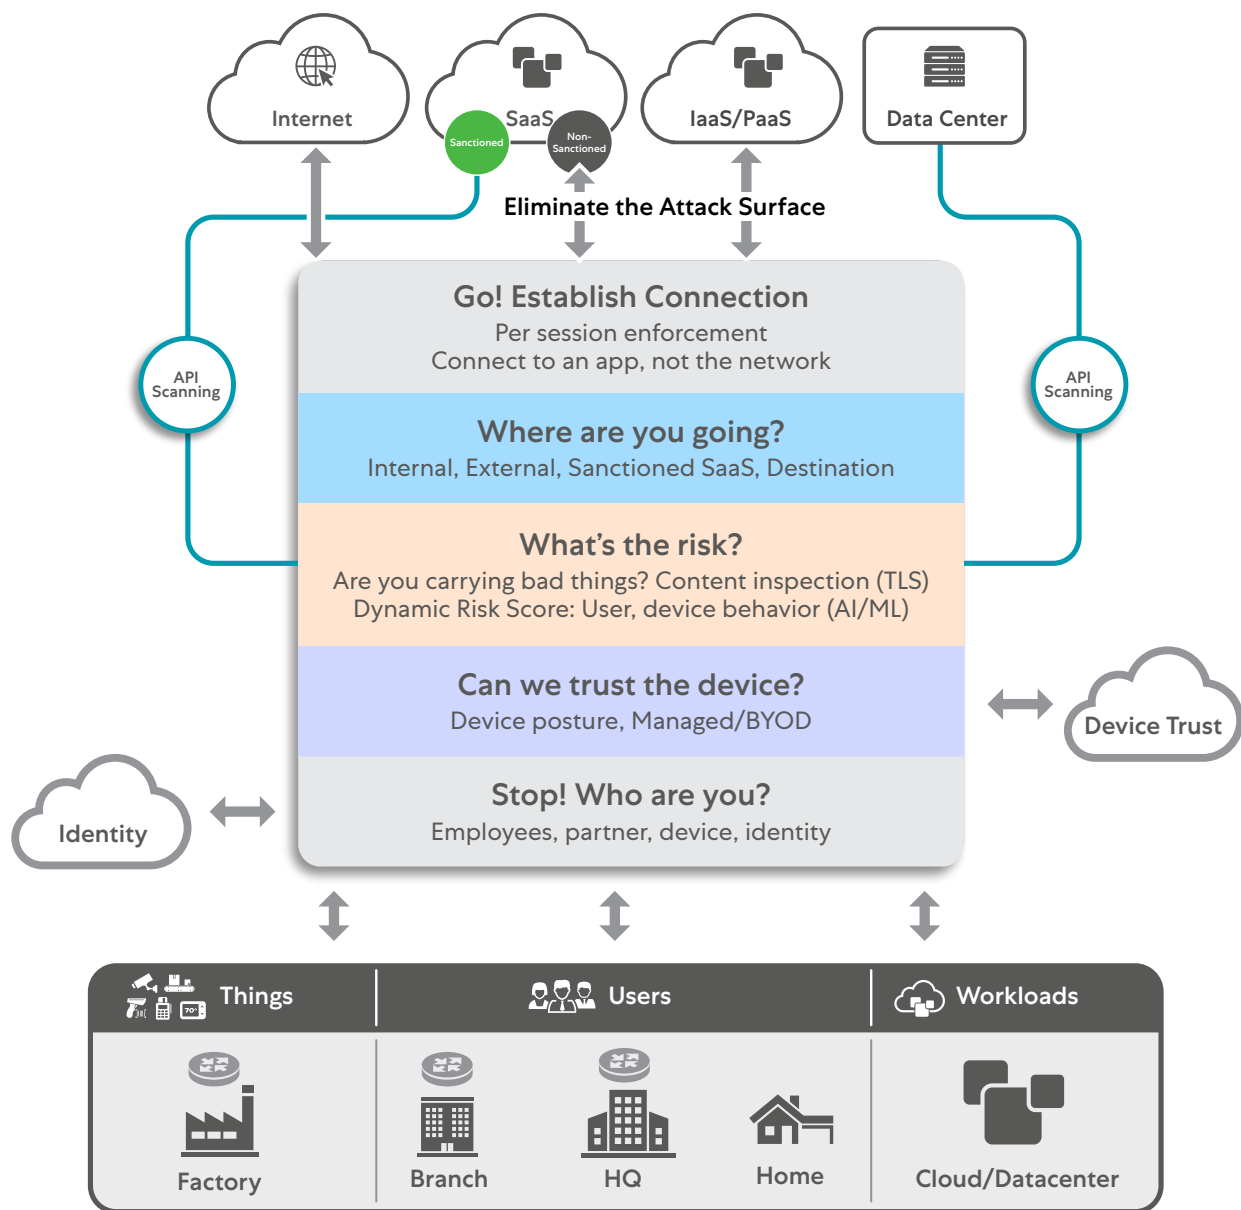 Internet
SaaS
Sanctioned
Non-
Sanctioned
IaaS/PaaS
Data Center
Eliminate the Attack Surface
Go! Establish Connection
Per session enforcement
Connect to an app, not the network
API
Scanning
API
Scanning
Where are you going?
Internal, External, Sanctioned SaaS, Destination
What's the risk?
Are you carrying bad things? Content inspection (TLS)
Dynamic Risk Score: User, device behavior (AI/ML)
Can we trust the device?
Device posture, Managed/BYOD
Device Trust
Stop! Who are you?
Employees, partner, device, identity
Identity
70°
Things
Users
Workloads
Factory
Branch
HQ
Home
Cloud/Datacenter